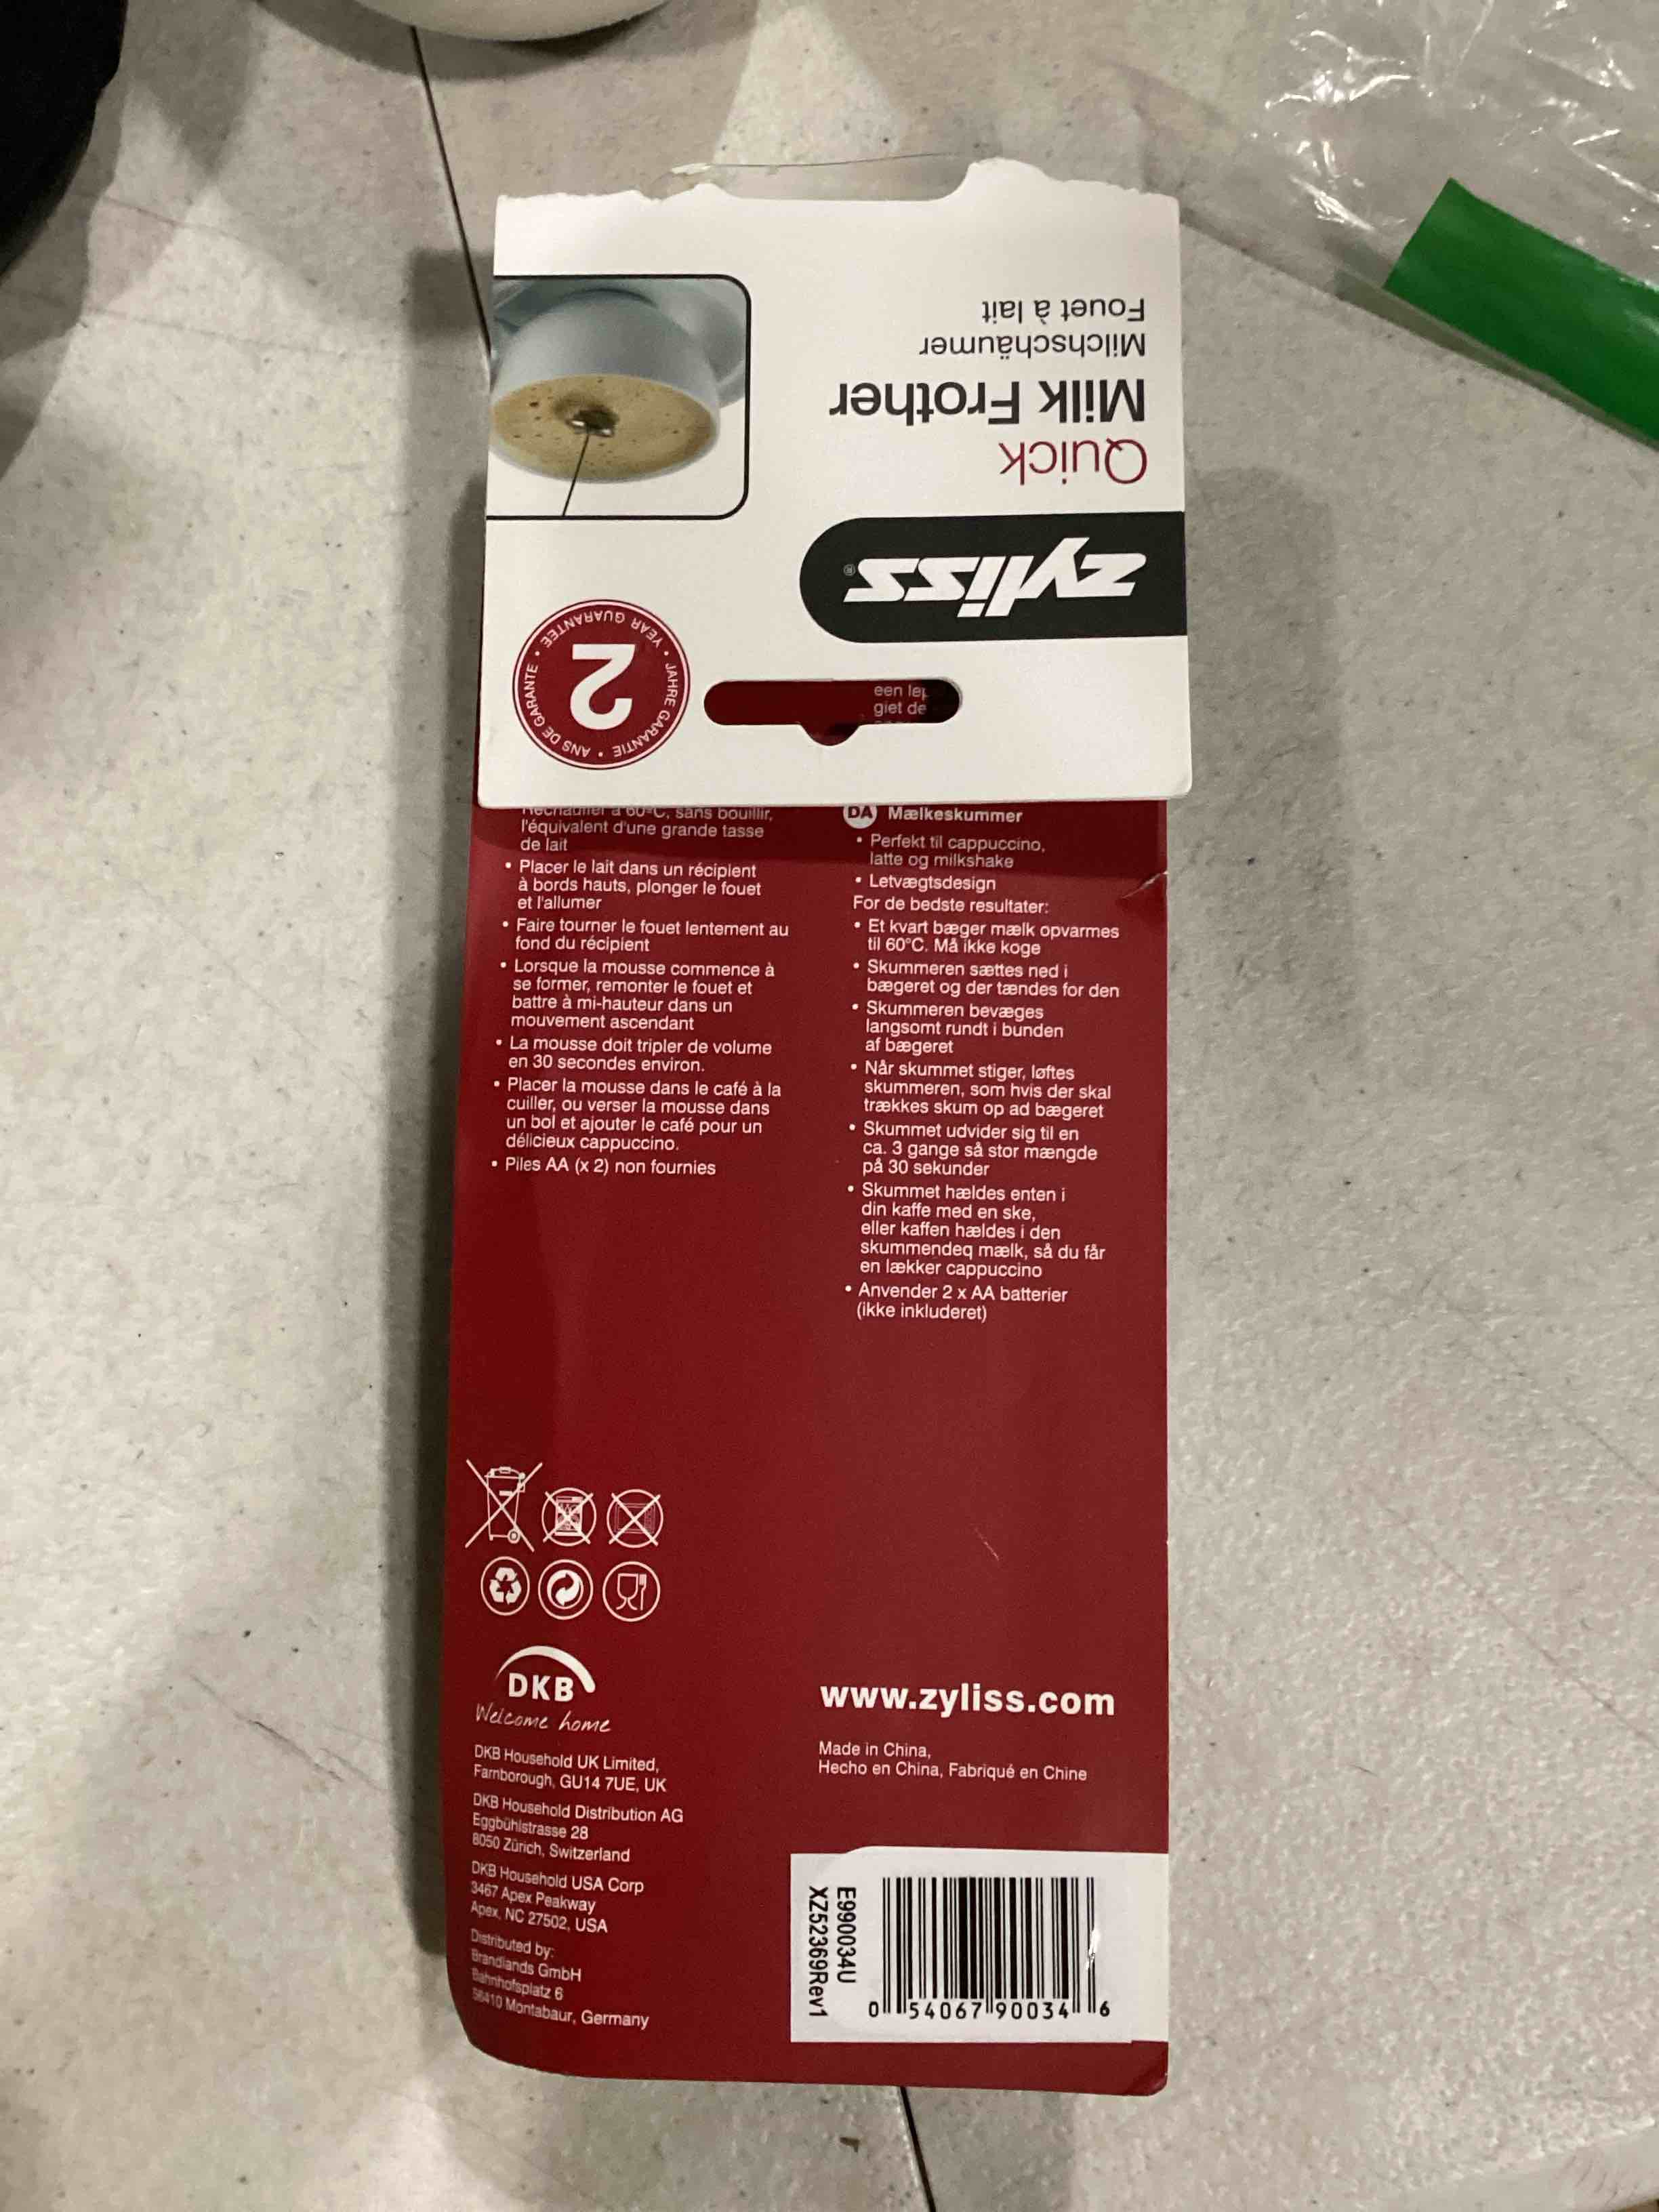 zyliss®
Quick
Milk Frother
Milchschäumer
Fouet à lait
2
YEAR GUARANTEE • JAHRE GARANTIE • ANS DE GARANTE •
een
giet de
Réchauffer à 60°C, sans bouillir,
l'équivalent d'une grande tasse
de lait
• Placer le lait dans un récipient
à bords hauts, plonger le fouet
et l'allumer
• Faire tourner le fouet lentement au
fond du récipient
• Lorsque la mousse commence à
se former, remonter le fouet et
battre à mi-hauteur dans un
mouvement ascendant
• La mousse doit tripler de volume
en 30 secondes environ.
• Placer la mousse dans le café à la
cuiller, ou verser la mousse dans
un bol et ajouter le café pour un
délicieux cappuccino.
• Piles AA (x 2) non fournies
DA Mælkeskummer
• Perfekt til cappuccino,
latte og milkshake
• Letvægtsdesign
For de bedste resultater:
• Et kvart bæger mælk opvarmes
til 60°C. Må ikke koge
• Skummeren sættes ned i
bægeret og der tændes for den
• Skummeren bevæges
langsomt rundt i bunden
af bægeret
• Når skummet stiger, løftes
skummeren, som hvis der skal
trækkes skum op ad bægeret
• Skummet udvider sig til en
ca. 3 gange så stor mængde
på 30 sekunder
• Skummet hældes enten i
din kaffe med en ske,
eller kaffen hældes i den
skummendeq mælk, så du får
en lækker cappuccino
• Anvender 2 x AA batterier
(ikke inkluderet)
DKB
Welcome home
DKB Household UK Limited,
Farnborough, GU14 7UE, UK
DKB Household Distribution AG
Eggbühlstrasse 28
8050 Zürich, Switzerland
DKB Household USA Corp
3467 Apex Peakway
Apex, NC 27502, USA
Distributed by:
Brandlands GmbH
Bahnhofsplatz 6
56410 Montabaur, Germany
www.zyliss.com
Made in China,
Hecho en China, Fabriqué en Chine
E990034U
XZ52369Rev1
0 54067 90034 6